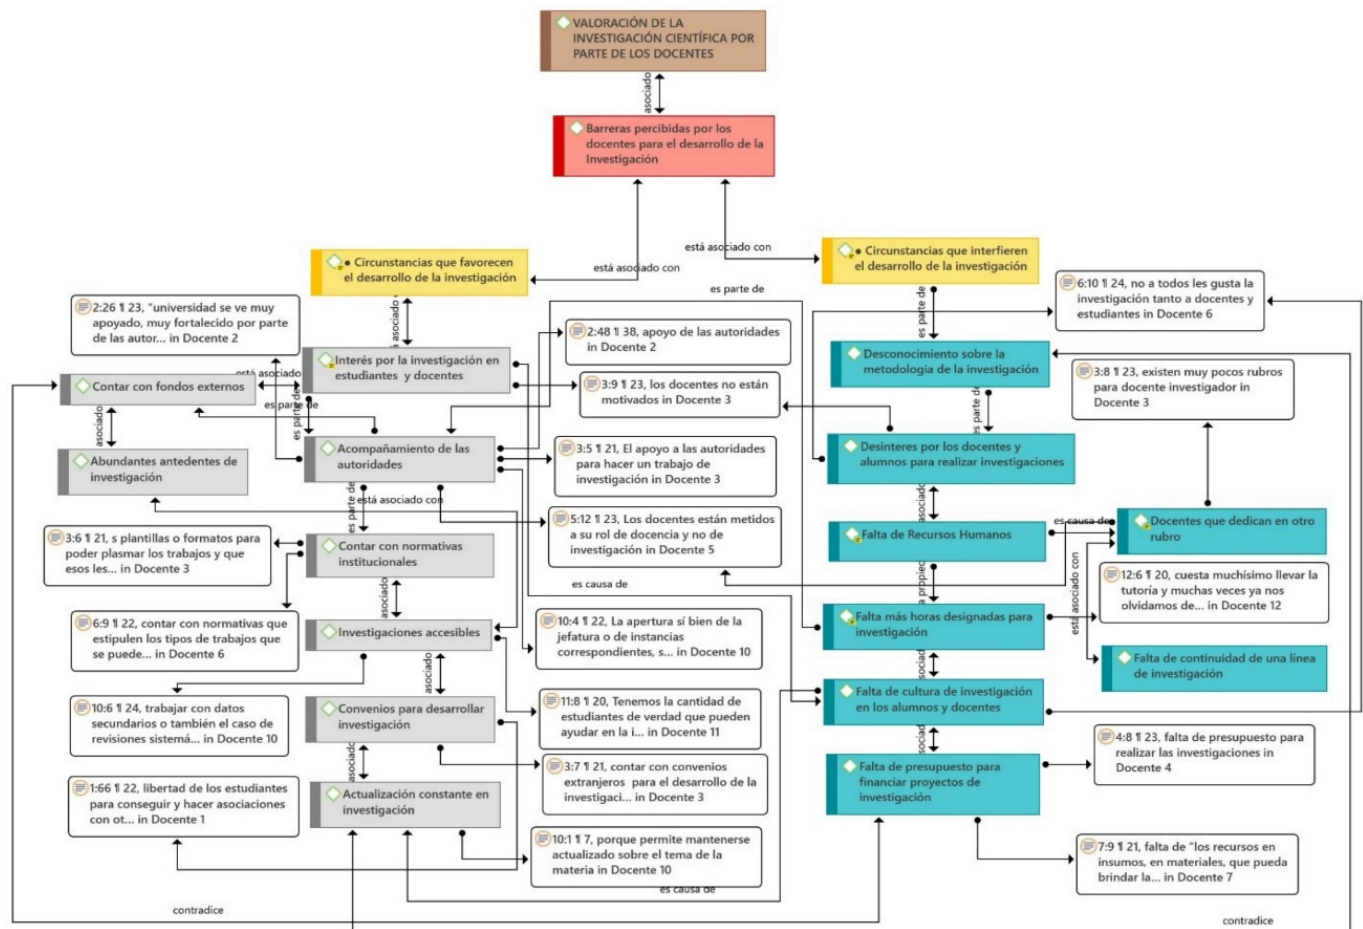 VALORACIÓN DE LA
INVESTIGACIÓN CIENTÍFICA POR
PARTE DE LOS DOCENTES
asociado
Barreras percibidas por los
docentes para el desarrollo de la
Investigación
está asociado con
está asociado con
● Circunstancias que favorecen
el desarrollo de la investigación
● Circunstancias que interfieren
el desarrollo de la investigación
es parte de
es parte de
á asociado
2:26 ¶ 23, “universidad se ve muy
apoyado, muy fortalecido por parte
de las autor... in Docente 2
6:10 ¶ 24, no a todos les gusta la
investigación tanto a docentes y
estudiantes in Docente 6
2:48 ¶ 38, apoyo de las autoridades
in Docente 2
Interés por la investigación en
estudiantes y docentes
Desconocimiento sobre la
metodologia de la investigación
Contar con fondos externos
asociado
3:9 ¶ 23, los docentes no están
motivados in Docente 3
3:8 ¶ 23, existen muy pocos rubros
para docente investigador in
Docente 3
es parte de
es parte de
es parte de
asociado
Acompañamiento de las
autoridades
3:5 ¶ 21, El apoyo a las autoridades
para hacer un trabajo de
investigación in Docente 3
Desinteres por los docentes y
alumnos para realizar investigaciones
Abundantes antedentes de
investigación
está asociado con
es parte de
sociado
3:6 ¶ 21, s plantillas o formatos para
poder plasmar los trabajos y que
esos les... in Docente 3
Contar con normativas
institucionales
5:12 ¶ 23, Los docentes están metidos
a su rol de docencia y no de
investigación in Docente 5
Falta de Recursos Humanos
es causa de
Docentes que dedican en otro
rubro
es causa de
a propied
está asociado con
12:6 ¶ 20, cuesta muchísimo llevar la
tutoría y muchas veces ya nos
olvidamos de... in Docente 12
asociado
6:9 ¶ 22, contar con normativas que
estipulen los tipos de trabajos que
se puede... in Docente 6
Investigaciones accesibles
10:4 ¶ 22, La apertura sí bien de la
jefatura o de instancias
correspondientes, s... in Docente 10
Falta más horas designadas para
investigación
Falta de continuidad de una línea
de investigación
asociado
sociad
10:6 ¶ 24, trabajar con datos
secundarios o también el caso de
revisiones sistemá... in Docente 10
Convenios para desarrollar
investigación
11:8 ¶ 20, Tenemos la cantidad de
estudiantes de verdad que pueden
ayudar en la i... in Docente 11
Falta de cultura de investigación
en los alumnos y docentes
asociado
sociad
3:7 ¶ 21, contar con convenios
extranjeros para el desarrollo de la
investigaci... in Docente 3
4:8 ¶ 23, falta de presupuesto para
realizar las investigaciones in
Docente 4
1:66 ¶ 22, libertad de los estudiantes
para conseguir y hacer asociaciones
con ot... in Docente 1
Actualización constante en
investigación
Falta de presupuesto para
financiar proyectos de
investigación
10:1 ¶ 7, porque permite mantenerse
actualizado sobre el tema de la
materia in Docente 10
7:9 ¶ 21, falta de “los recursos en
insumos, en materiales, que pueda
brindar la... in Docente 7
es causa de
contradice
contradice